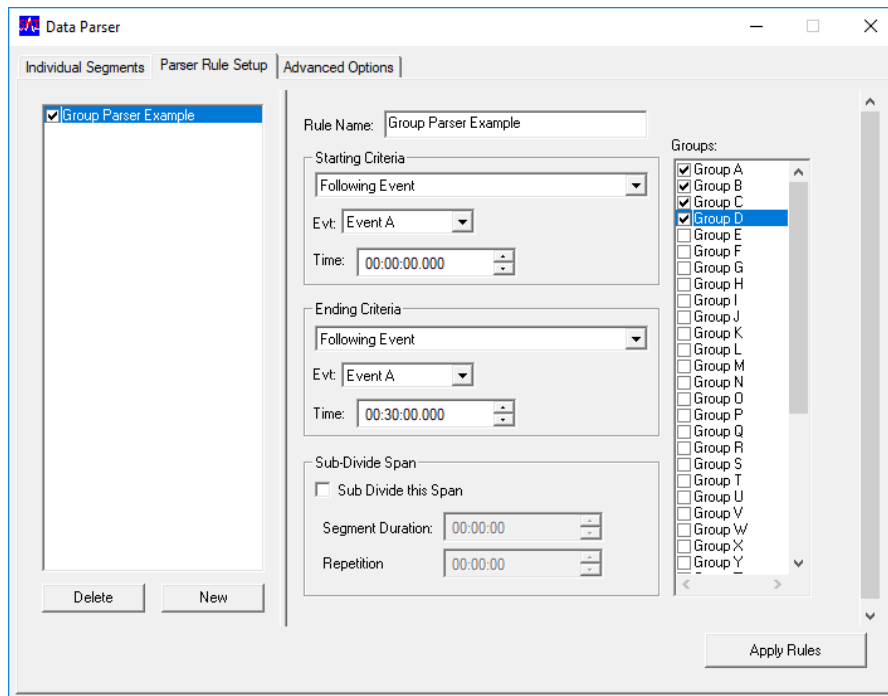 Data Parser
Individual Segments
Parser Rule Setup
Advanced Options
Group Parser Example
Delete
New
Rule Name:
Group Parser Example
Starting Criteria
Following Event
Evt:
Event A
Time:
00:00:00.000
Ending Criteria
Following Event
Evt:
Event A
Time:
00:30:00.000
Sub-Divide Span
Sub Divide this Span
Segment Duration:
00:00:00
Repetition
00:00:00
Groups:
Group A
Group B
Group C
Group D
Group E
Group F
Group G
Group H
Group I
Group J
Group K
Group L
Group M
Group N
Group O
Group P
Group Q
Group R
Group S
Group T
Group U
Group V
Group W
Group X
Group Y
Apply Rules